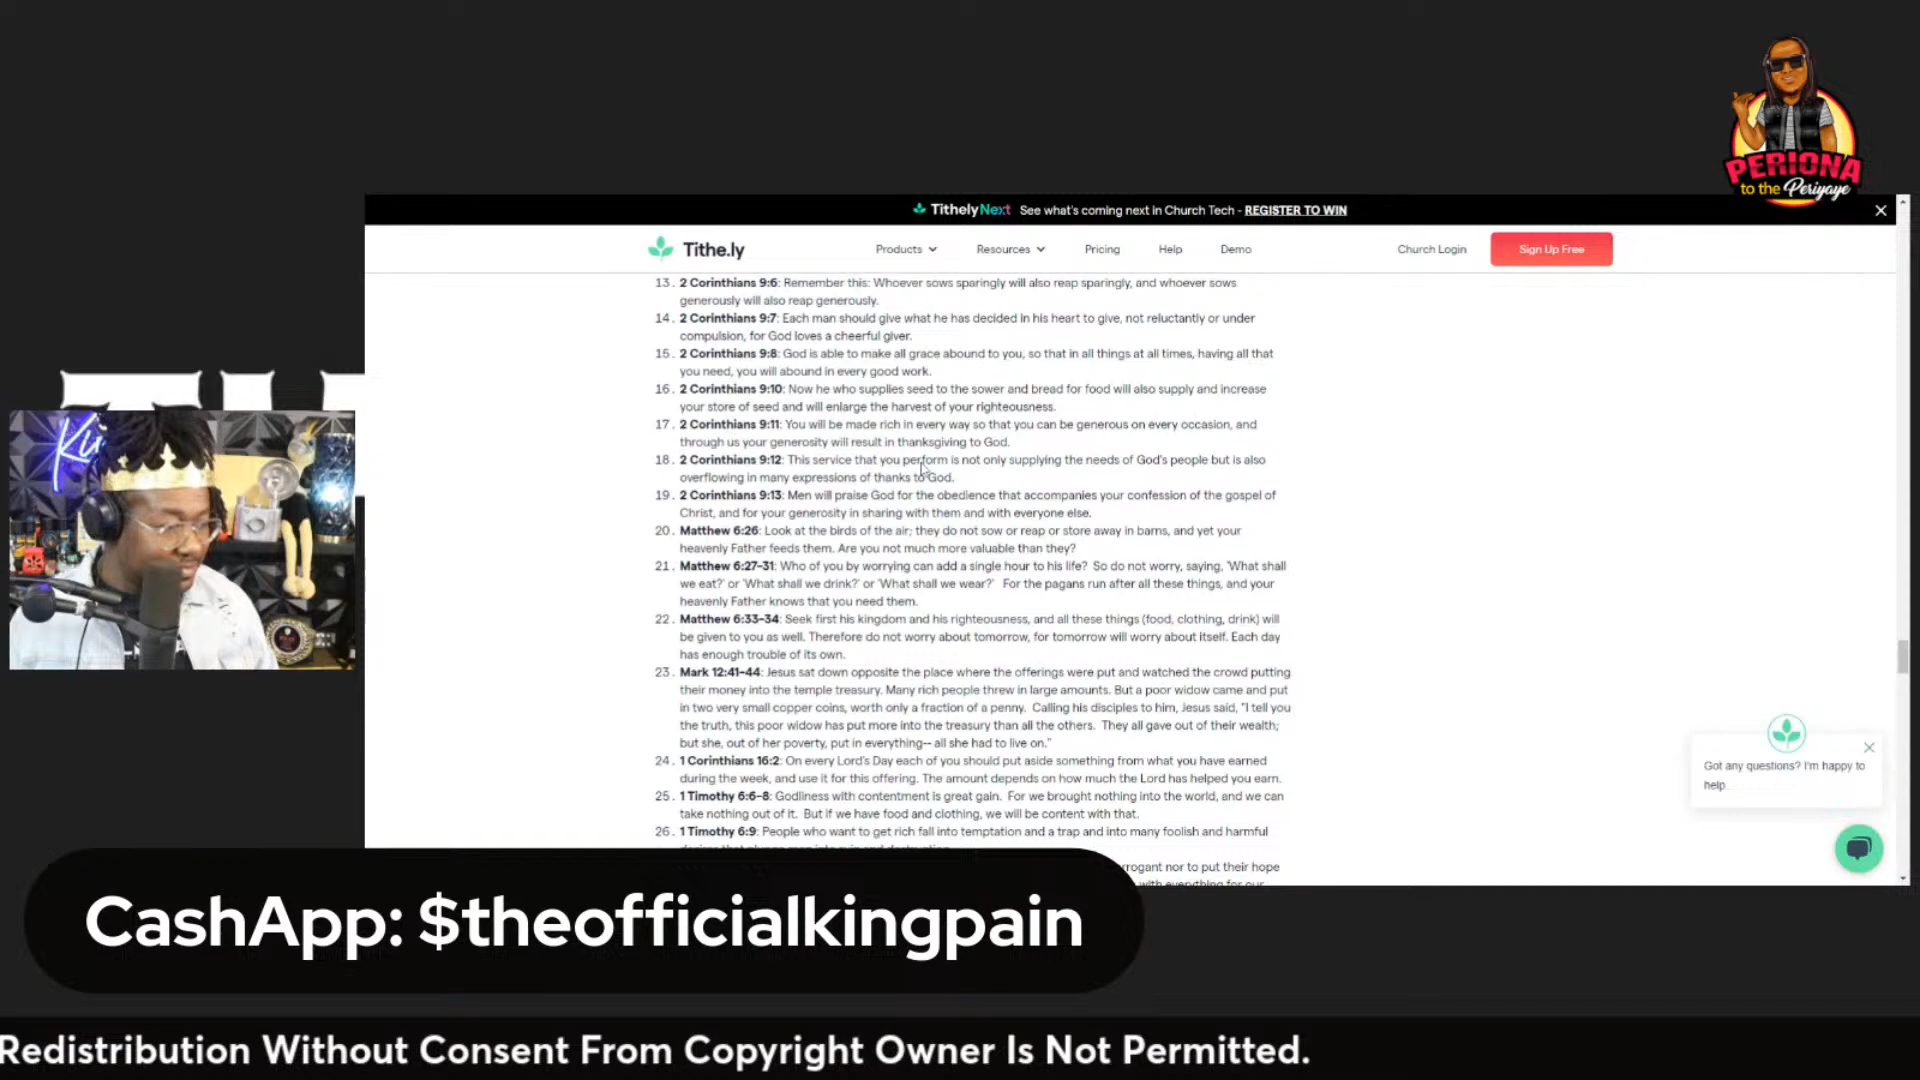 PERIONA
to the Periyaye
Tithely Next See what's coming next in Church Tech - REGISTER TO WIN
Tithe.ly Products Resources Pricing Help Demo Church Login Sign Up Free
13. 2 Corinthians 9:6: Remember this: Whoever sows sparingly will also reap sparingly, and whoever sows
generously will also reap generously.
14. 2 Corinthians 9:7: Each man should give what he has decided in his heart to give, not reluctantly or under
compulsion, for God loves a cheerful giver.
15. 2 Corinthians 9:8: God is able to make all grace abound to you, so that in all things at all times, having all that
you need, you will abound in every good work.
16. 2 Corinthians 9:10: Now he who supplies seed to the sower and bread for food will also supply and increase
your store of seed and will enlarge the harvest of your righteousness.
17. 2 Corinthians 9:11: You will be made rich in every way so that you can be generous on every occasion, and
through us your generosity will result in thanksgiving to God.
18. 2 Corinthians 9:12: This service that you perform is not only supplying the needs of God's people but is also
overflowing in many expressions of thanks to God.
19. 2 Corinthians 9:13: Men will praise God for the obedience that accompanies your confession of the gospel of
Christ, and for your generosity in sharing with them and with everyone else.
20. Matthew 6:26: Look at the birds of the air; they do not sow or reap or store away in barns, and yet your
heavenly Father feeds them. Are you not much more valuable than they?
21. Matthew 6:27-31: Who of you by worrying can add a single hour to his life? So do not worry, saying, 'What shall
we eat?' or 'What shall we drink?' or 'What shall we wear?' For the pagans run after all these things, and your
heavenly Father knows that you need them.
22. Matthew 6:33-34: Seek first his kingdom and his righteousness, and all these things (food, clothing, drink) will
be given to you as well. Therefore do not worry about tomorrow, for tomorrow will worry about itself. Each day
has enough trouble of its own.
23. Mark 12:41-44: Jesus sat down opposite the place where the offerings were put and watched the crowd putting
their money into the temple treasury. Many rich people threw in large amounts. But a poor widow came and put
in two very small copper coins, worth only a fraction of a penny. Calling his disciples to him, Jesus said, "I tell you
the truth, this poor widow has put more into the treasury than all the others. They all gave out of their wealth;
but she, out of her poverty, put in everything-- all she had to live on."
24. 1 Corinthians 16:2: On every Lord's Day each of you should put aside something from what you have earned
during the week, and use it for this offering. The amount depends on how much the Lord has helped you earn.
25. 1 Timothy 6:6-8: Godliness with contentment is great gain. For we brought nothing into the world, and we can
take nothing out of it. But if we have food and clothing, we will be content with that.
26. 1 Timothy 6:9: People who want to get rich fall into temptation and a trap and into many foolish and harmful
rrogant nor to put their hope
with everything for our
Got any questions? I'm happy to
help
CashApp: $theofficialkingpain
Redistribution Without Consent From Copyright Owner Is Not Permitted.